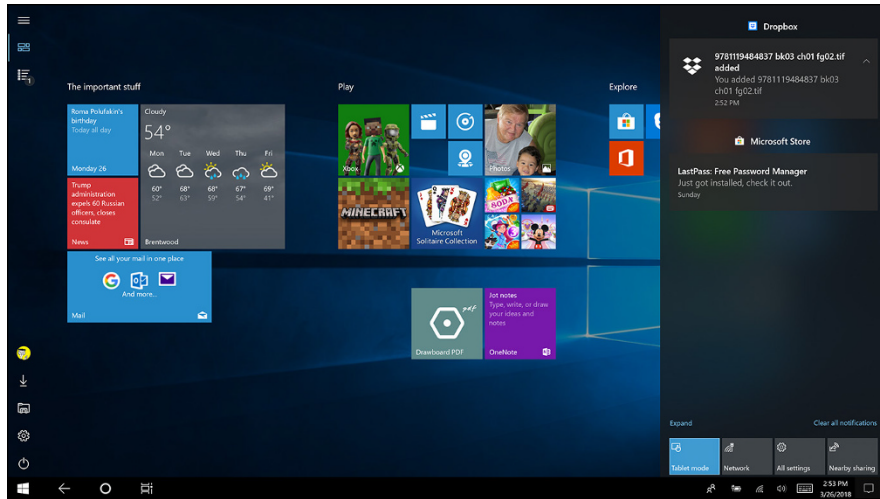 The important stuff
Roma Polufakin's
birthday
Today all day
Monday 26
Cloudy
54°
Mon Tue Wed Thu Fri
60° 68° 68° 67° 69°
52° 63° 59° 54° 41°
Brentwood
Trump
administration
expels 60 Russian
officers, closes
consulate
News
See all your mail in one place
And more...
Mail
Play
Xbox
Photos
MINECRAFT
Microsoft
Solitaire Collection
SODA
Drawboard PDF
pdf
Jot notes
Type, write, or draw
your ideas and
notes
OneNote
Explore
Dropbox
9781119484837 bk03 ch01 fg02.tif
added
You added 9781119484837 bk03
ch01 fg02.tif
2:52 PM
Microsoft Store
LastPass: Free Password Manager
Just got installed, check it out.
Sunday
Expand
Clear all notifications
Tablet mode
Network
All settings
Nearby sharing
2:53 PM
3/26/2018